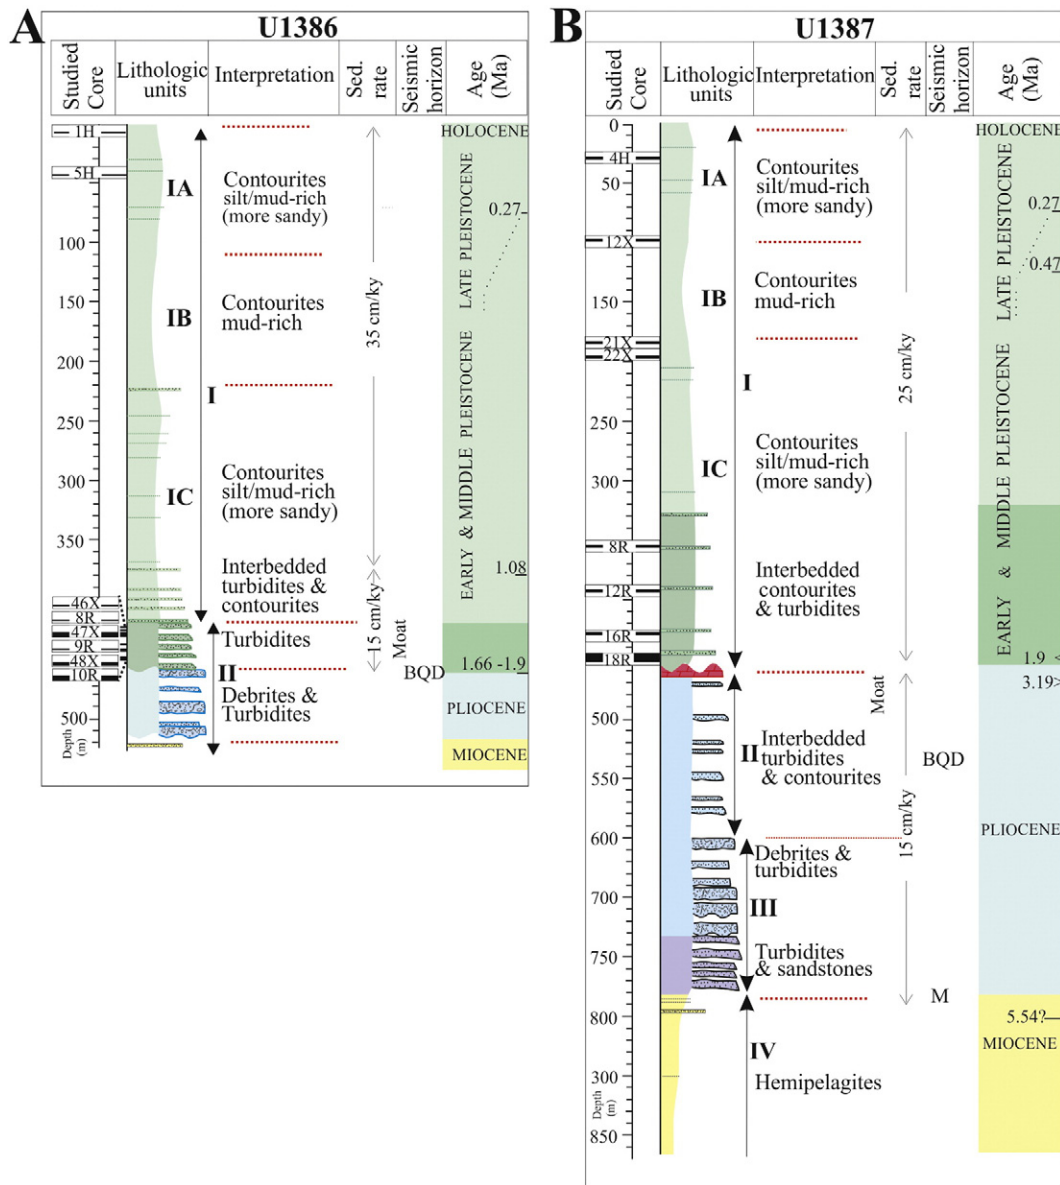 A
U1386
Studied
Core
Lithologic
units
Interpretation
Sed.
rate
Seismic
horizon
Age
(Ma)
1H
5H
100
150
200
250
300
350
46X
8R
47X
9R
48X
10R
500
Depth
(m)
IA
IB
I
IC
II
Contourites
silt/mud-rich
(more sandy)
Contourites
mud-rich
Contourites
silt/mud-rich
(more sandy)
Interbedded
turbidites &
contourites
Turbidites
Debrites &
Turbidites
35 cm/ky
15 cm/ky
Moat
BQD
HOLOCENE
LATE PLEISTOCENE
EARLY & MIDDLE PLEISTOCENE
0.27
1.08
1.66 -1.9
PLIOCENE
MIOCENE
B
U1387
Studied
Core
Lithologic
units
Interpretation
Sed.
rate
Seismic
horizon
Age
(Ma)
0
4H
50
12X
150
21X
22X
250
300
8R
12R
16R
18R
500
550
600
700
750
800
300
Depth
(m)
850
IA
IB
I
IC
II
III
IV
Contourites
silt/mud-rich
(more sandy)
Contourites
mud-rich
Contourites
silt/mud-rich
(more sandy)
Interbedded
contourites
& turbidites
Interbedded
turbidites
& contourites
Debrites &
turbidites
Turbidites
& sandstones
Hemipelagites
25 cm/ky
Moat
15 cm/ky
BQD
M
HOLOCENE
LATE PLEISTOCENE
EARLY & MIDDLE PLEISTOCENE
0.27
0.47
1.9 <
3.19>
PLIOCENE
5.54?
MIOCENE